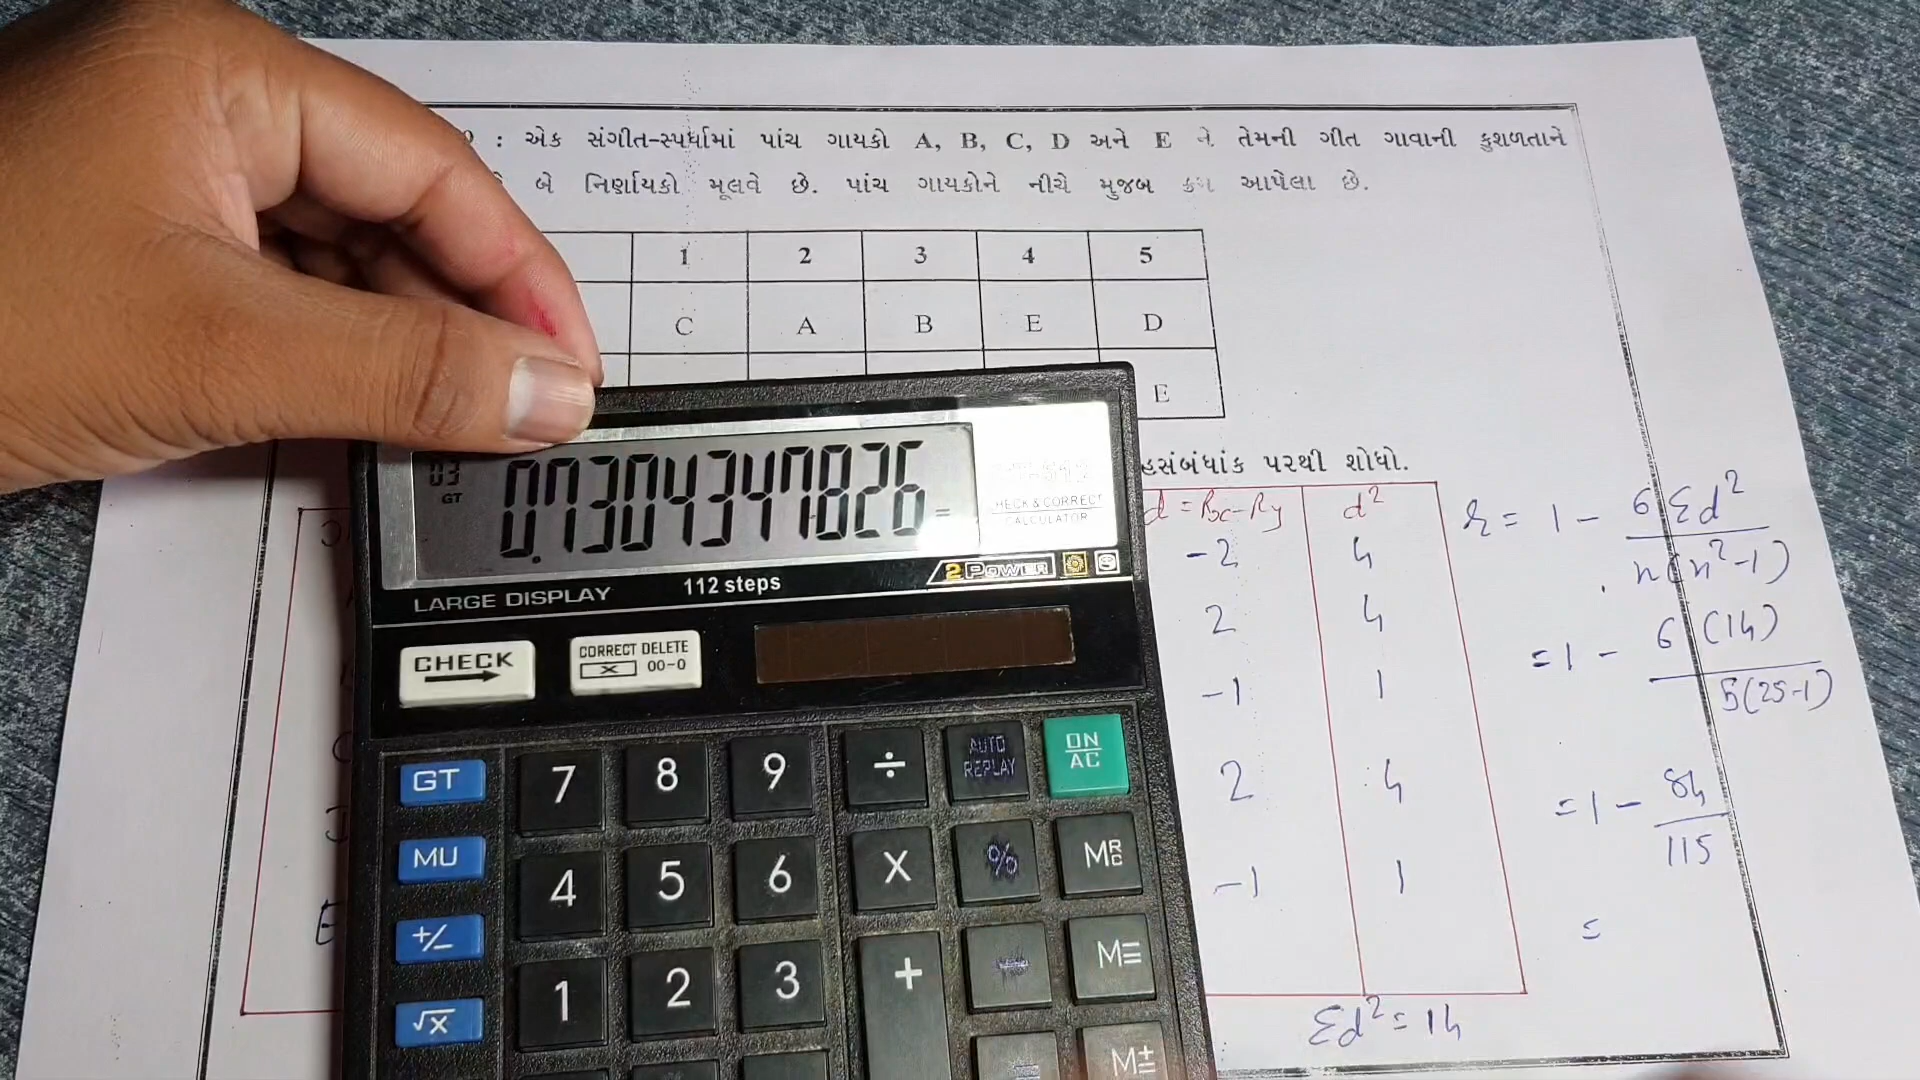 : એક સંગીત-સ્પર્ધામાં પાંચ ગાયકો A, B, C, D અને E ને તેમની ગીત ગાવાની કુશળતાને
બે નિર્ણાયકો મૂલવે છે. પાંચ ગાયકોને નીચે મુજબ ક્રમ આપેલા છે.
1 2 3 4 5
C A B E D
E
હસંબંધાંક પરથી શોધો.
d = Rx - Ry d²
-2 4
2 4
-1 1
2 4
-1 1
Σd² = 14
r = 1 - 6Σd² / n(n²-1)
= 1 - 6(14) / 5(25-1)
= 1 - 84 / 115
=
E
03
GT
0.7304347826
=
CHECK & CORRECT
CALCULATOR
2 POWER
LARGE DISPLAY 112 steps
CHECK
CORRECT DELETE
X 00-0
GT 7 8 9 ÷ AUTO REPLAY ON/AC
MU 4 5 6 X % MRC
+/- 1 2 3 + M=
√x M±